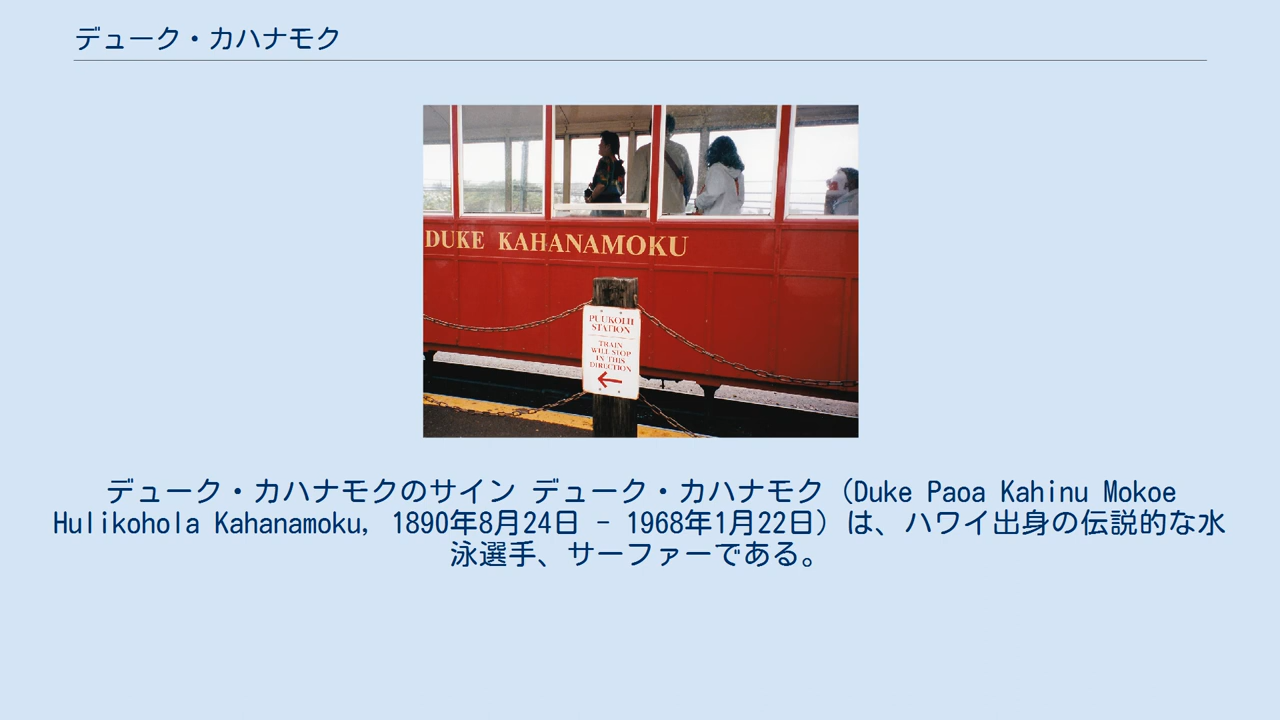 デューク・カハナモク
DUKE KAHANAMOKU
PUUKOLII
STATION
TRAIN
WILL STOP
IN THIS
DIRECTION
デューク・カハナモクのサイン デューク・カハナモク（Duke Paoa Kahinu Mokoe
Hulikohola Kahanamoku, 1890年8月24日 - 1968年1月22日）は、ハワイ出身の伝説的な水
泳選手、サーファーである。